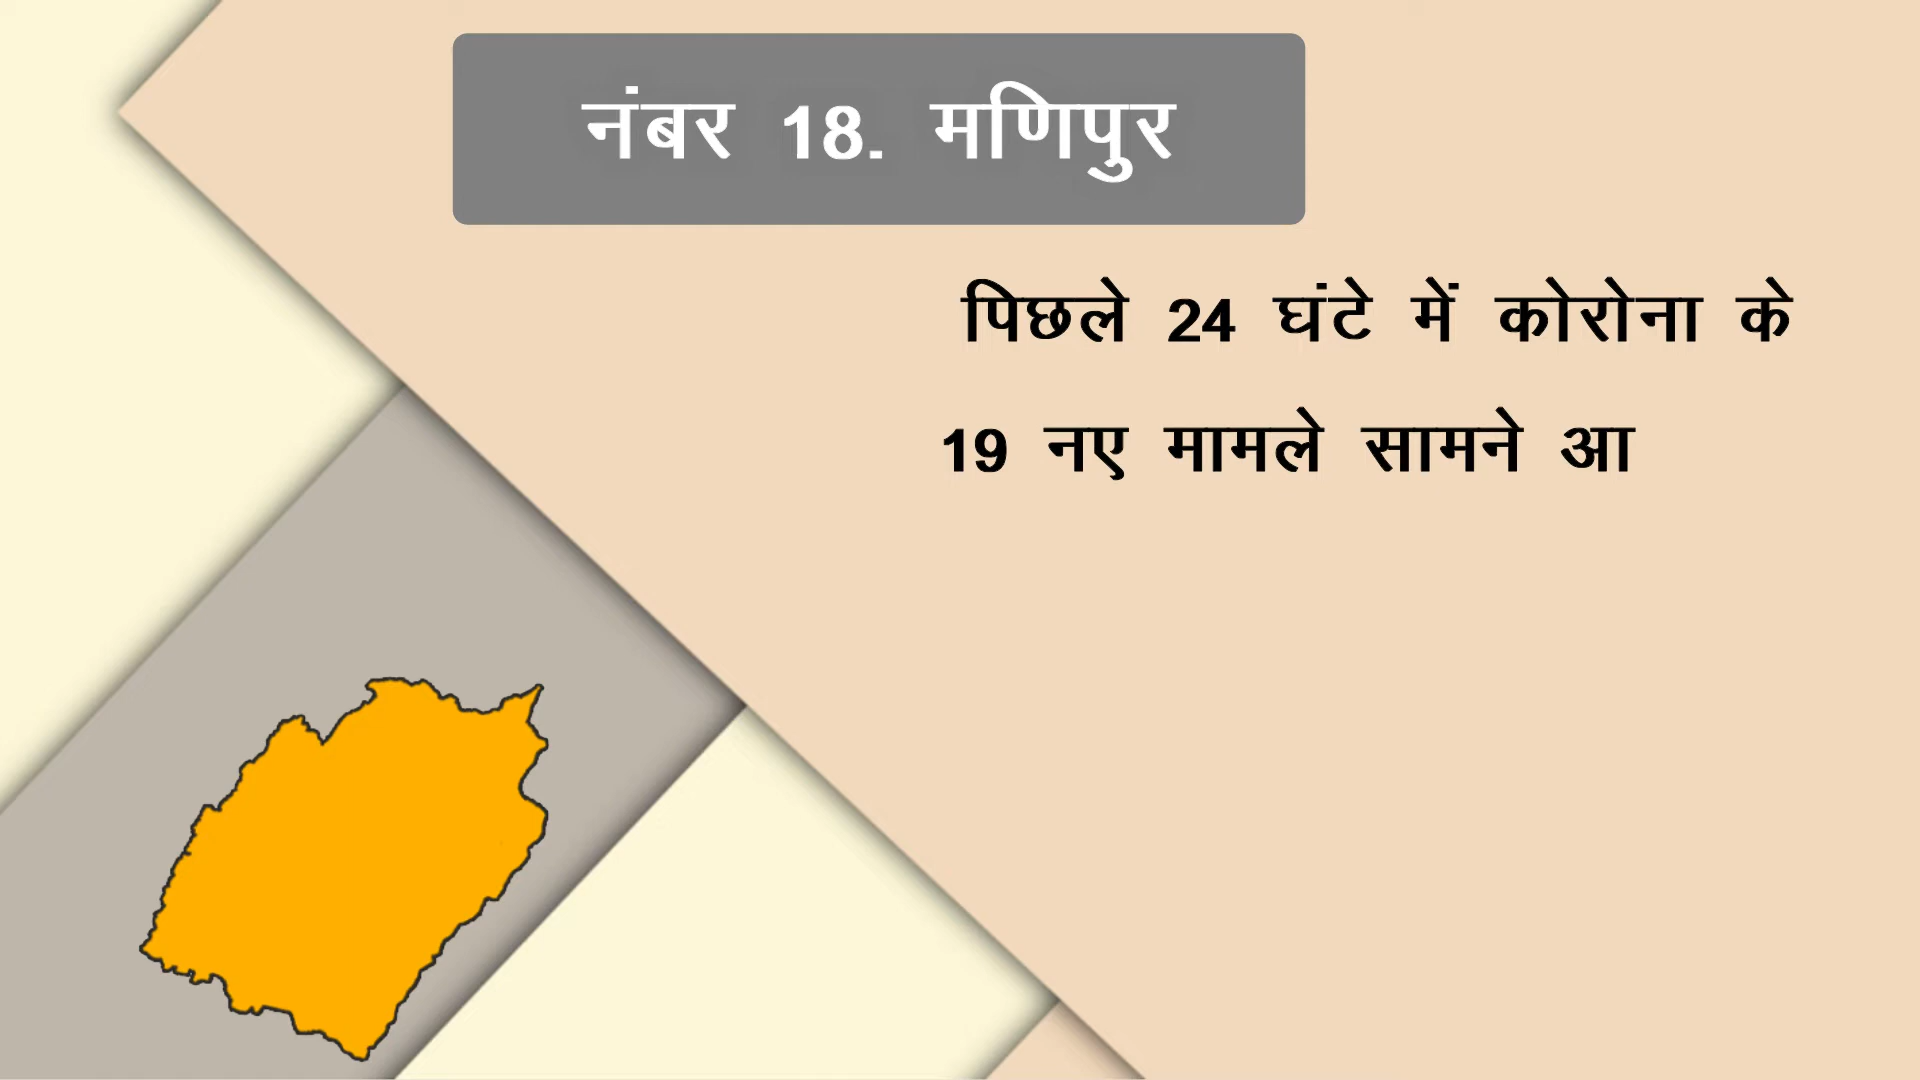 नंबर 18. मणिपुर
पिछले 24 घंटे में कोरोना के
19 नए मामले सामने आ